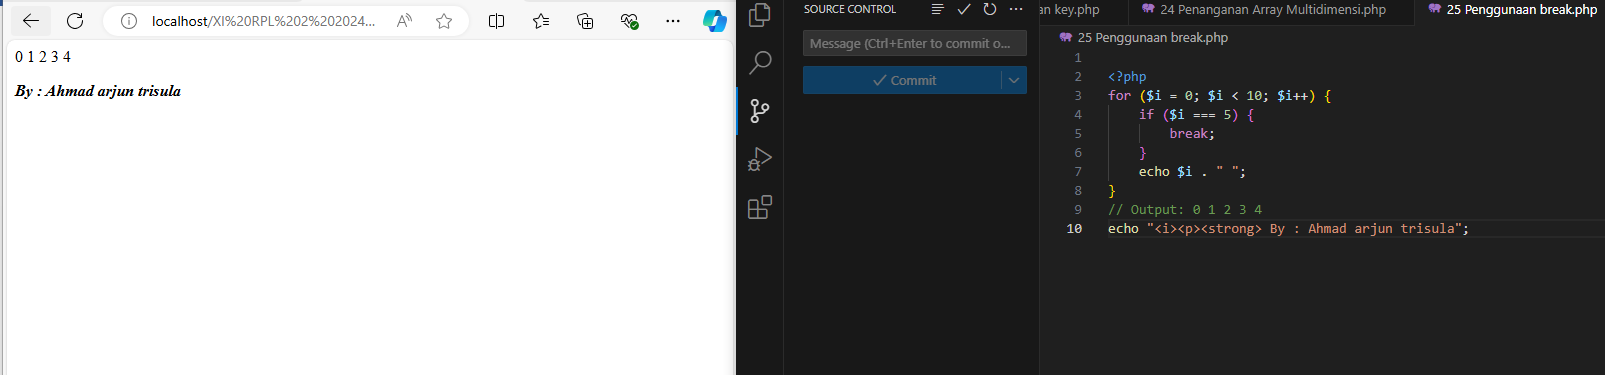 localhost/XI%20RPL%202%202024...
0 1 2 3 4
By : Ahmad arjun trisula
SOURCE CONTROL
Message (Ctrl+Enter to commit o...
Commit
an key.php
24 Penanganan Array Multidimensi.php
25 Penggunaan break.php
25 Penggunaan break.php
1
2 <?php
3 for ($i = 0; $i < 10; $i++) {
4 if ($i === 5) {
5 break;
6 }
7 echo $i . " ";
8 }
9 // Output: 0 1 2 3 4
10 echo "<i><p><strong> By : Ahmad arjun trisula";